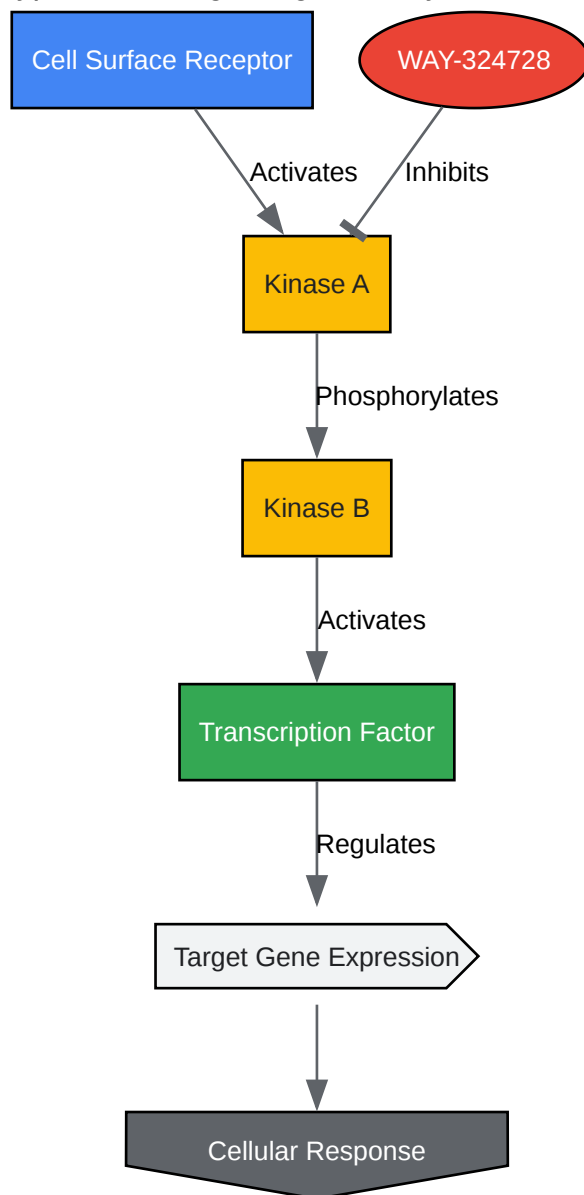 Cell Surface Receptor
WAY-324728
Activates
Inhibits
Kinase A
Phosphorylates
Kinase B
Activates
Transcription Factor
Regulates
Target Gene Expression
Cellular Response